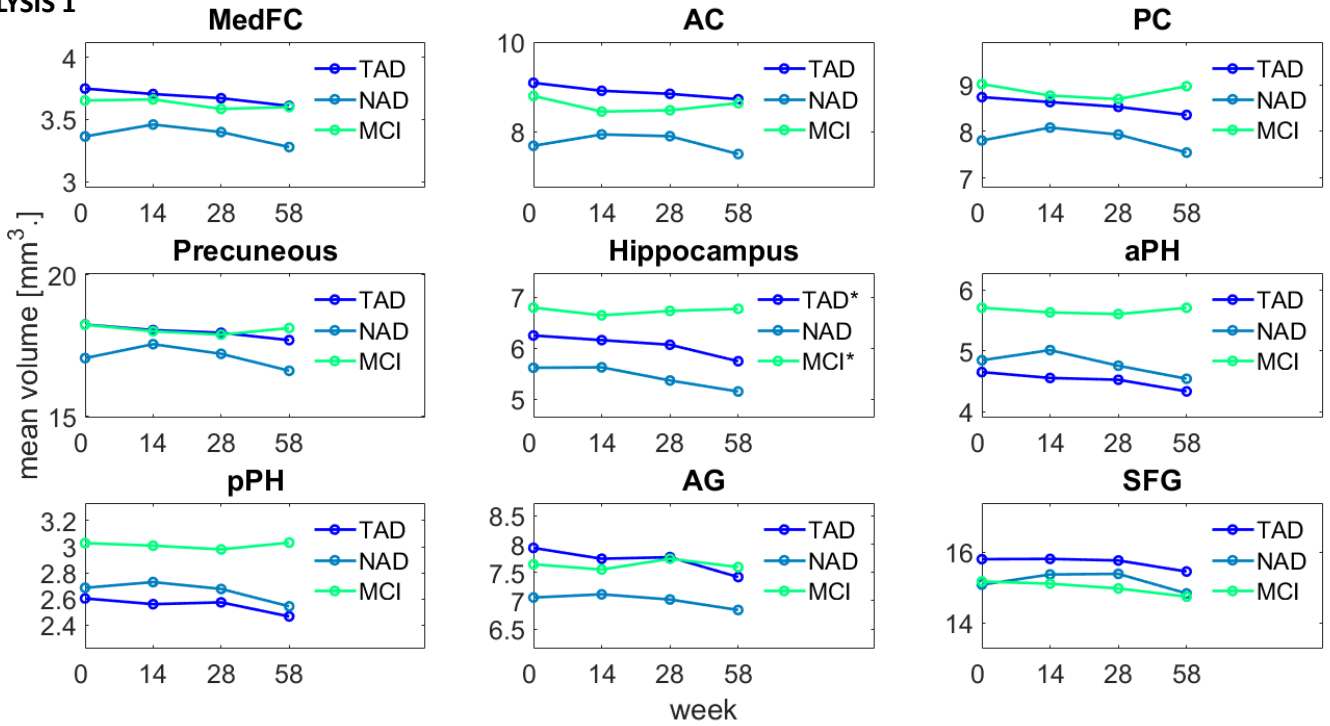 LYSIS 1
MedFC
AC
PC
4
3.5
3
0 14 28 58
TAD
NAD
MCI
10
8
0 14 28 58
TAD
NAD
MCI
9
8
7
0 14 28 58
TAD
NAD
MCI
mean volume [mm³.]
Precuneous
Hippocampus
aPH
20
15
0 14 28 58
TAD
NAD
MCI
7
6
5
0 14 28 58
TAD*
NAD
MCI*
6
5
4
0 14 28 58
TAD
NAD
MCI
pPH
AG
SFG
3.2
3
2.8
2.6
2.4
0 14 28 58
TAD
NAD
MCI
8.5
8
7.5
7
6.5
0 14 28 58
TAD
NAD
MCI
16
14
0 14 28 58
TAD
NAD
MCI
week